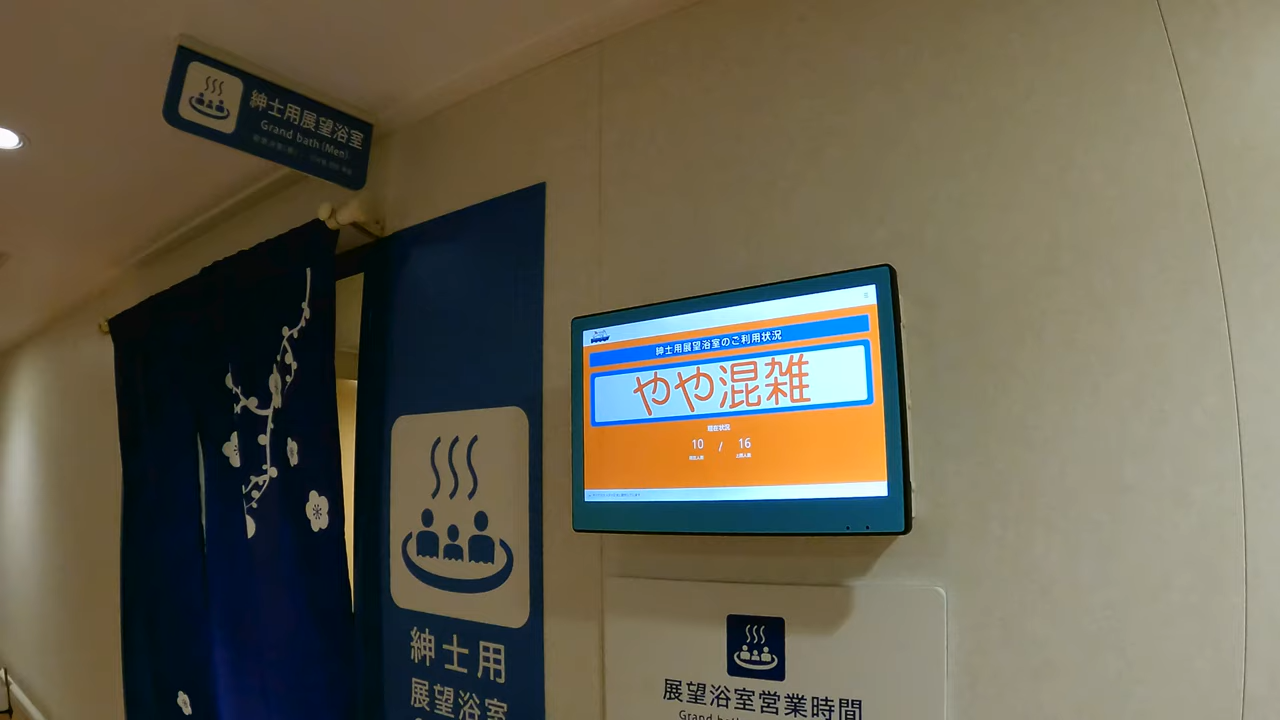 紳士用展望浴室
Grand bath (Men)
紳士用
展望浴室
紳士用展望浴室のご利用状況
やや混雑
現在状況
10 / 16
展望浴室営業時間
Grand bath